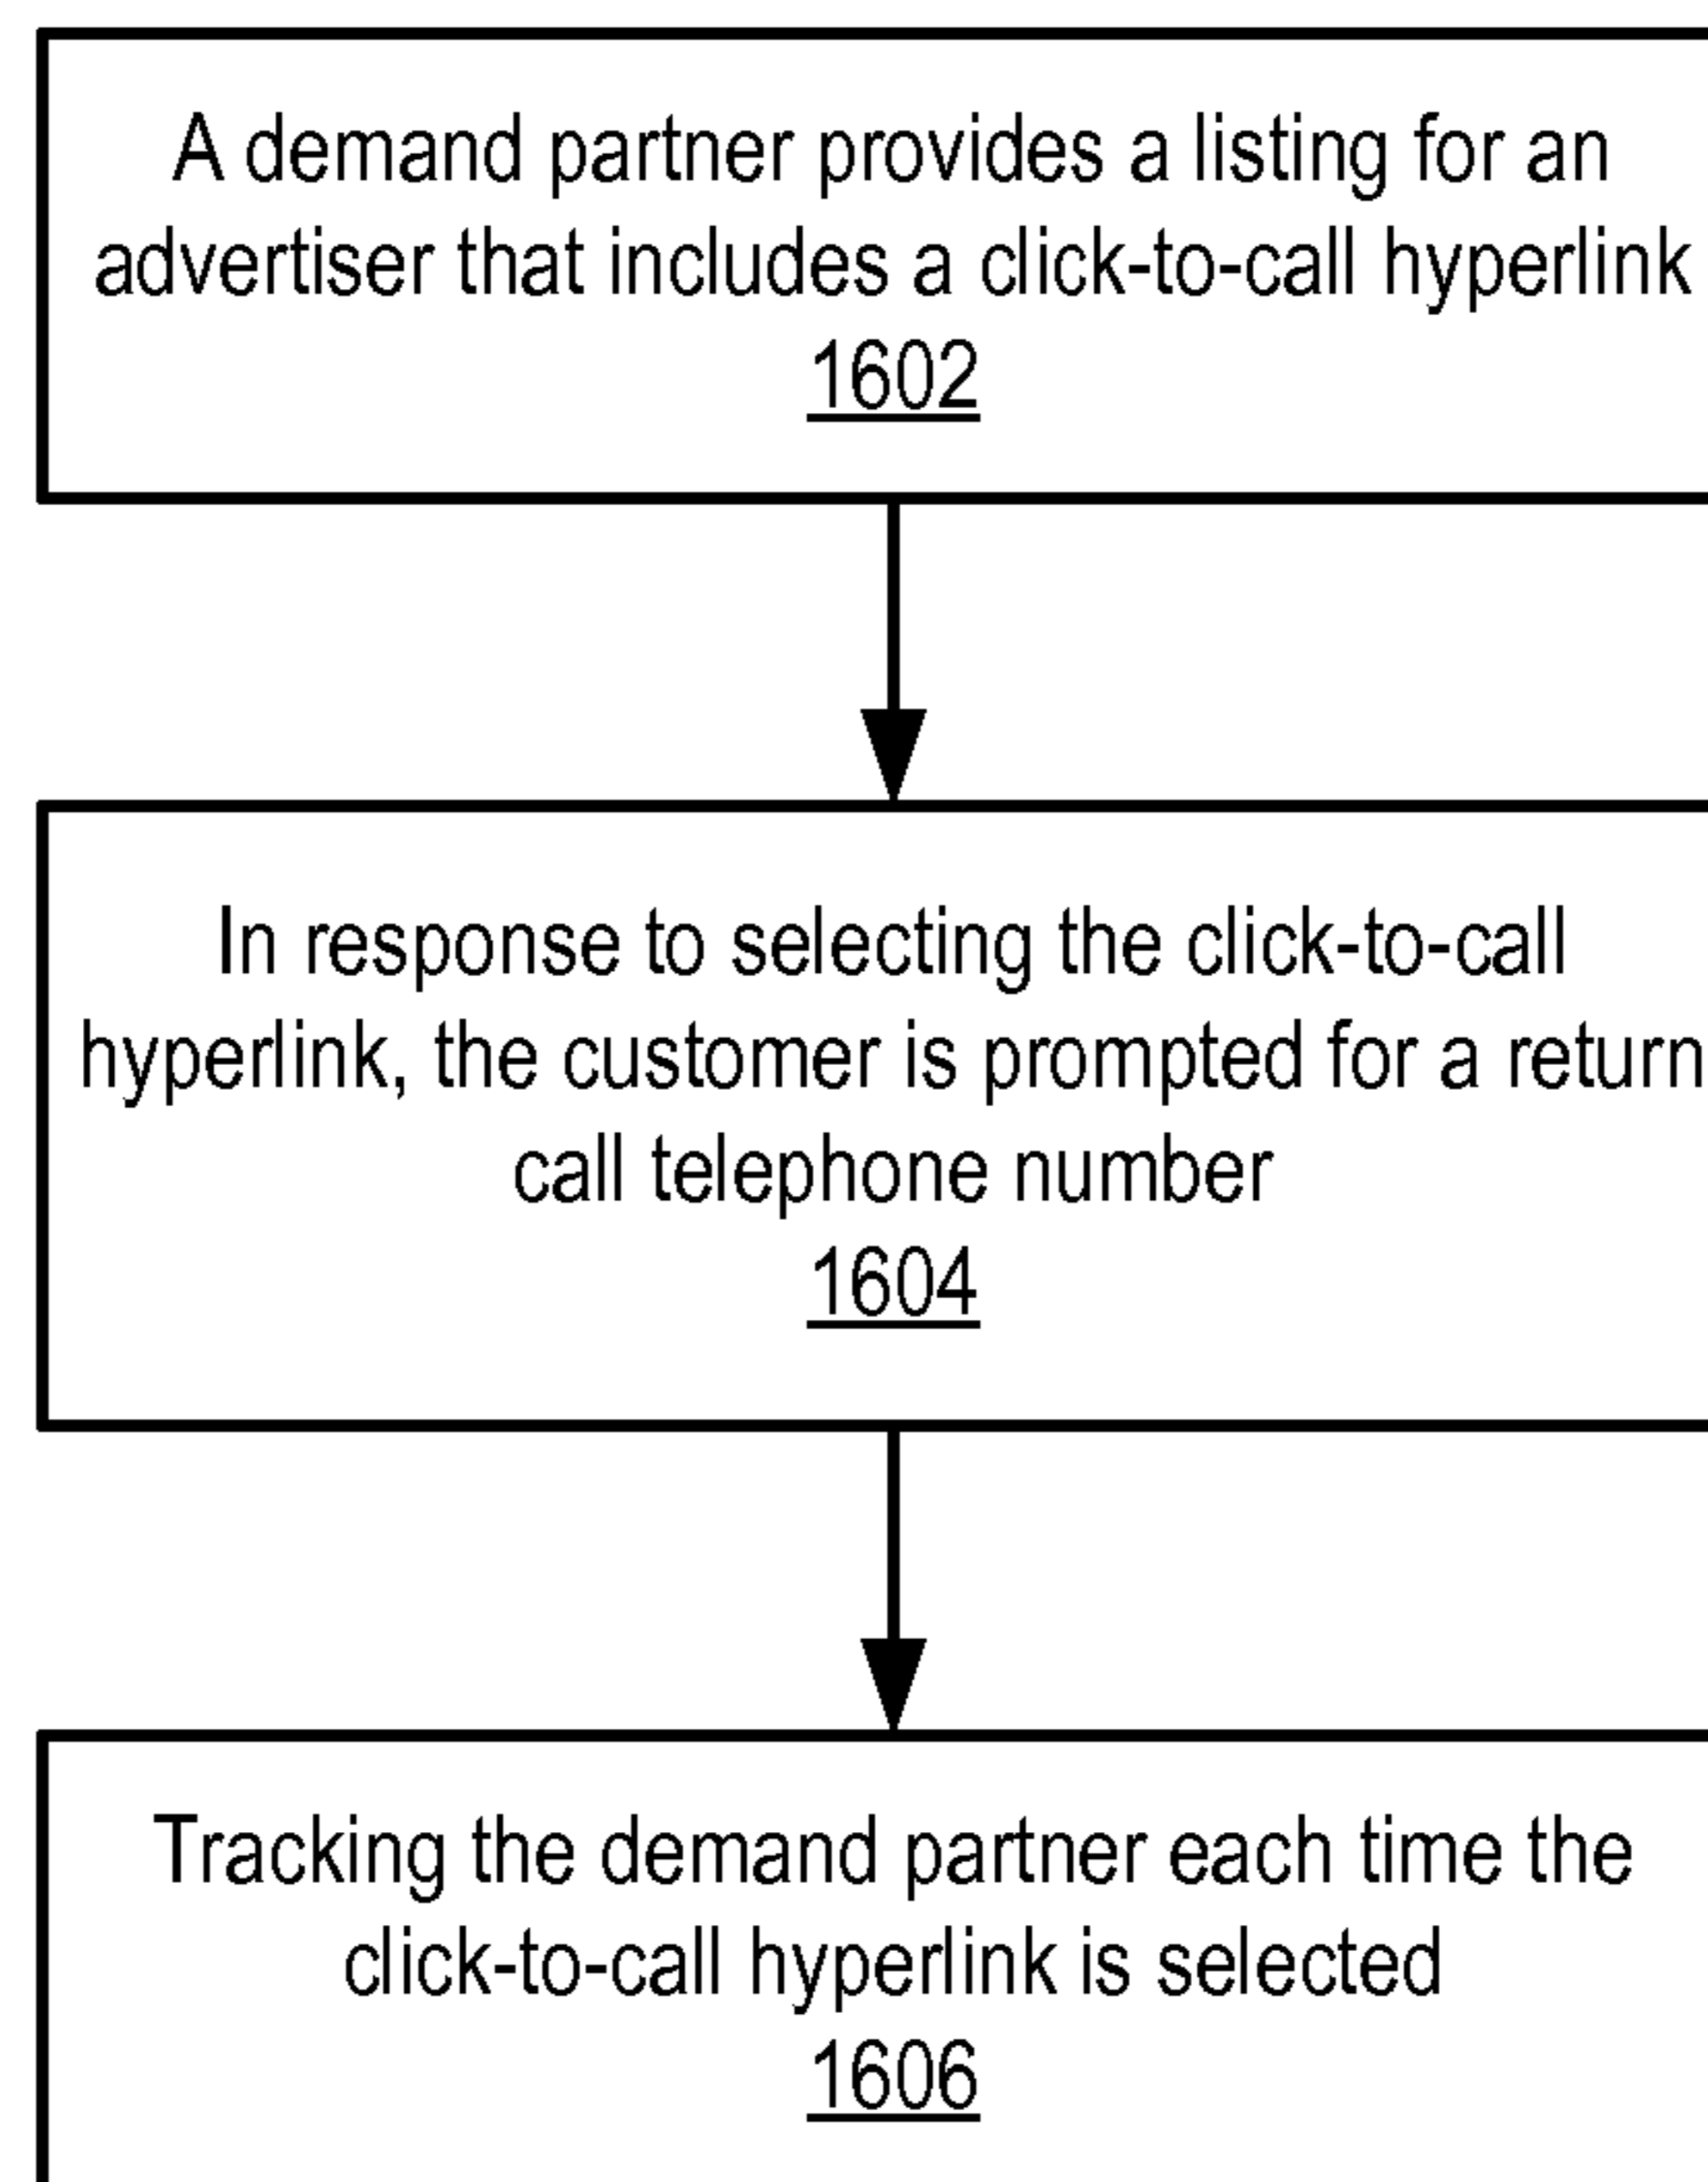 A demand partner provides a listing for an
advertiser that includes a click-to-call hyperlink
1602
In response to selecting the click-to-call
hyperlink, the customer is prompted for a return
call telephone number
1604
Tracking the demand partner each time the
click-to-call hyperlink is selected
1606